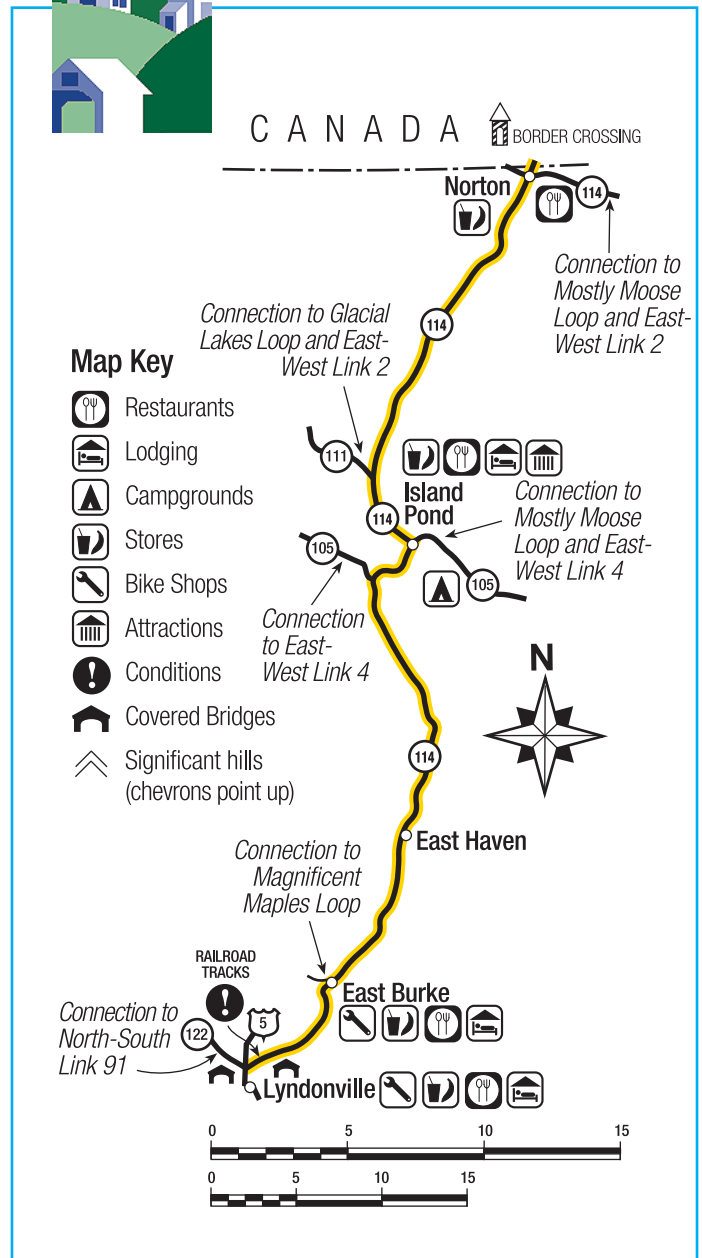 CANADA
BORDER CROSSING
Norton
114
Connection to
Mostly Moose
Loop and East-
West Link 2
Connection to Glacial
Lakes Loop and East-
West Link 2
114
Map Key
Restaurants
Lodging
Campgrounds
Stores
Bike Shops
Attractions
Conditions
Covered Bridges
Significant hills
(chevrons point up)
111
Island
Pond
114
Connection to
Mostly Moose
Loop and East-
West Link 4
105
105
Connection
to East-
West Link 4
N
114
East Haven
Connection to
Magnificent
Maples Loop
RAILROAD
TRACKS
East Burke
5
Connection to
North-South
Link 91
122
Lyndonville
0 5 10 15
0 5 10 15